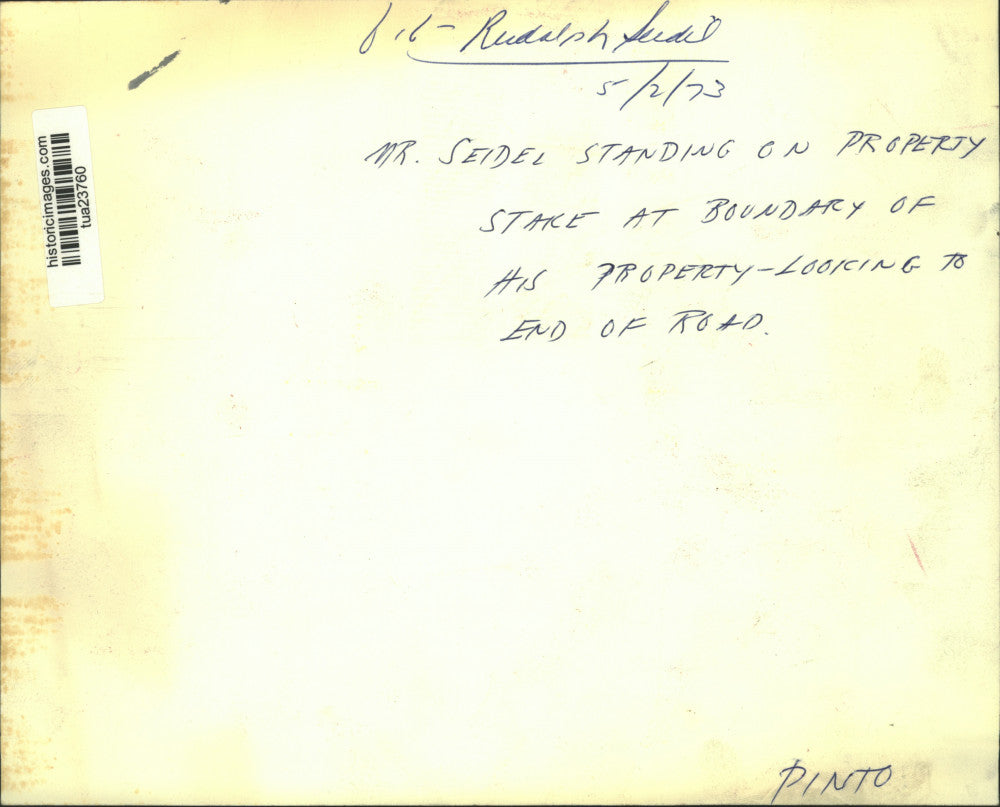 Rudolph Seidel
5/2/73
MR. SEIDEL STANDING ON PROPERTY
STAKE AT BOUNDARY OF
HIS PROPERTY-LOOKING TO
END OF ROAD.
historicimages.com
tua23760
PINTO